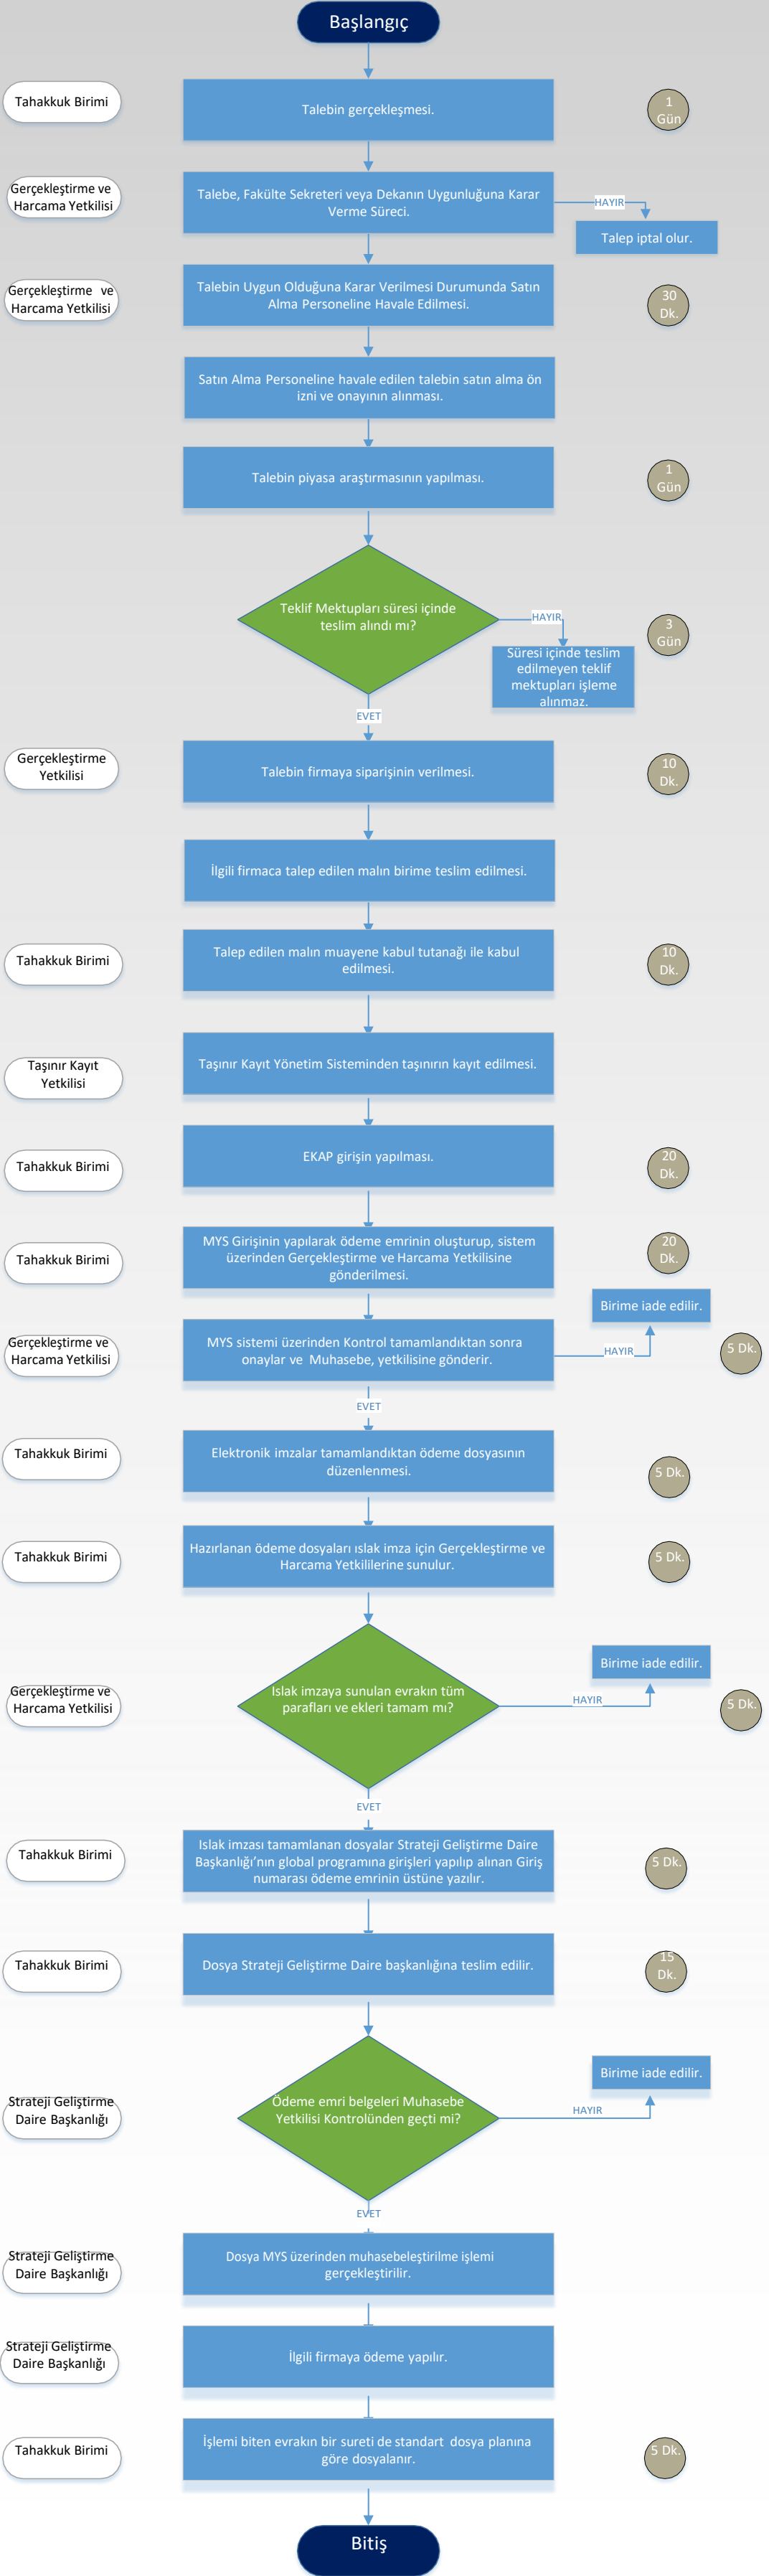 Başlangıç
Tahakkuk Birimi
Talebin gerçekleşmesi.
1
Gün
Gerçekleştirme ve
Harcama Yetkilisi
Talebe, Fakülte Sekreteri veya Dekanın Uygunluğuna Karar
Verme Süreci.
HAYIR
Talep iptal olur.
Gerçekleştirme ve
Harcama Yetkilisi
Talebin Uygun Olduğuna Karar Verilmesi Durumunda Satın
Alma Personeline Havale Edilmesi.
30
Dk.
Satın Alma Personeline havale edilen talebin satın alma ön
izni ve onayının alınması.
Talebin piyasa araştırmasının yapılması.
1
Gün
Teklif Mektupları süresi içinde
teslim alındı mı?
HAYIR
3
Gün
Süresi içinde teslim
edilmeyen teklif
mektupları işleme
alınmaz.
EVET
Gerçekleştirme
Yetkilisi
Talebin firmaya siparişinin verilmesi.
10
Dk.
İlgili firmaca talep edilen malın birime teslim edilmesi.
Tahakkuk Birimi
Talep edilen malın muayene kabul tutanağı ile kabul
edilmesi.
10
Dk.
Taşınır Kayıt
Yetkilisi
Taşınır Kayıt Yönetim Sisteminden taşınırın kayıt edilmesi.
Tahakkuk Birimi
EKAP girişin yapılması.
20
Dk.
Tahakkuk Birimi
MYS Girişinin yapılarak ödeme emrinin oluşturup, sistem
üzerinden Gerçekleştirme ve Harcama Yetkilisine
gönderilmesi.
20
Dk.
Birime iade edilir.
Gerçekleştirme ve
Harcama Yetkilisi
MYS sistemi üzerinden Kontrol tamamlandıktan sonra
onaylar ve Muhasebe, yetkilisine gönderir.
HAYIR
5 Dk.
EVET
Tahakkuk Birimi
Elektronik imzalar tamamlandıktan ödeme dosyasının
düzenlenmesi.
5 Dk.
Tahakkuk Birimi
Hazırlanan ödeme dosyaları ıslak imza için Gerçekleştirme ve
Harcama Yetkililerine sunulur.
5 Dk.
Birime iade edilir.
Gerçekleştirme ve
Harcama Yetkilisi
Islak imzaya sunulan evrakın tüm
parafları ve ekleri tamam mı?
HAYIR
5 Dk.
EVET
Tahakkuk Birimi
Islak imzası tamamlanan dosyalar Strateji Geliştirme Daire
Başkanlığı’nın global programına girişleri yapılıp alınan Giriş
numarası ödeme emrinin üstüne yazılır.
5 Dk.
Tahakkuk Birimi
Dosya Strateji Geliştirme Daire başkanlığına teslim edilir.
15
Dk.
Birime iade edilir.
Strateji Geliştirme
Daire Başkanlığı
Ödeme emri belgeleri Muhasebe
Yetkilisi Kontrolünden geçti mi?
HAYIR
EVET
Strateji Geliştirme
Daire Başkanlığı
Dosya MYS üzerinden muhasebeleştirilme işlemi
gerçekleştirilir.
Strateji Geliştirme
Daire Başkanlığı
İlgili firmaya ödeme yapılır.
Tahakkuk Birimi
İşlemi biten evrakın bir sureti de standart dosya planına
göre dosyalanır.
5 Dk.
Bitiş